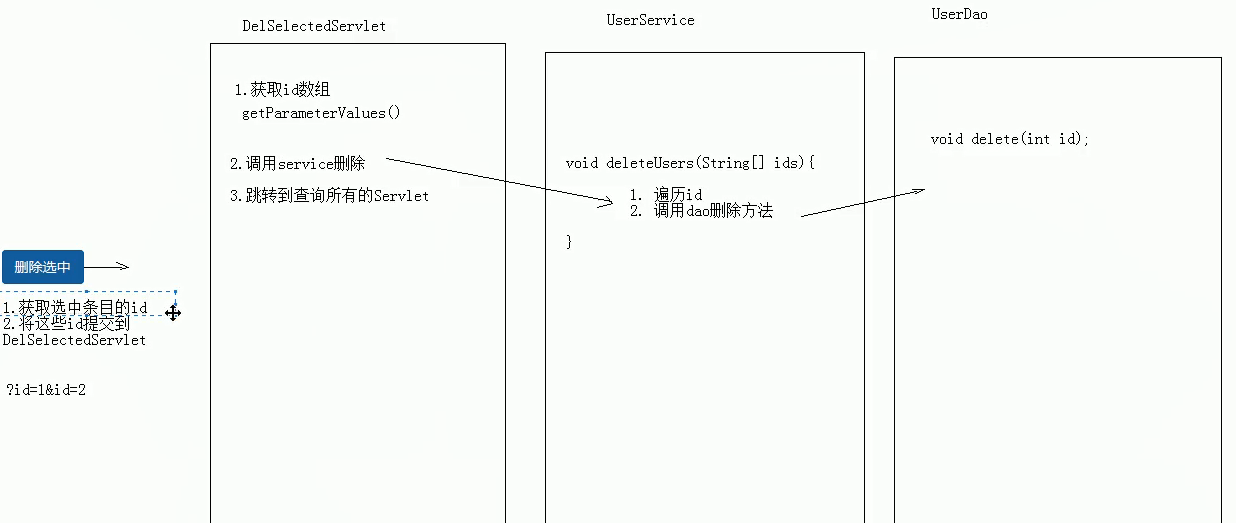 DelSelectedServlet
UserService
UserDao
1.获取id数组
getParameterValues()
2.调用service删除
3.跳转到查询所有的Servlet
void deleteUsers(String[] ids){
1. 遍历id
2. 调用dao删除方法
}
void delete(int id);
删除选中
1.获取选中条目的id
2.将这些id提交到
DelSelectedServlet
?id=1&id=2